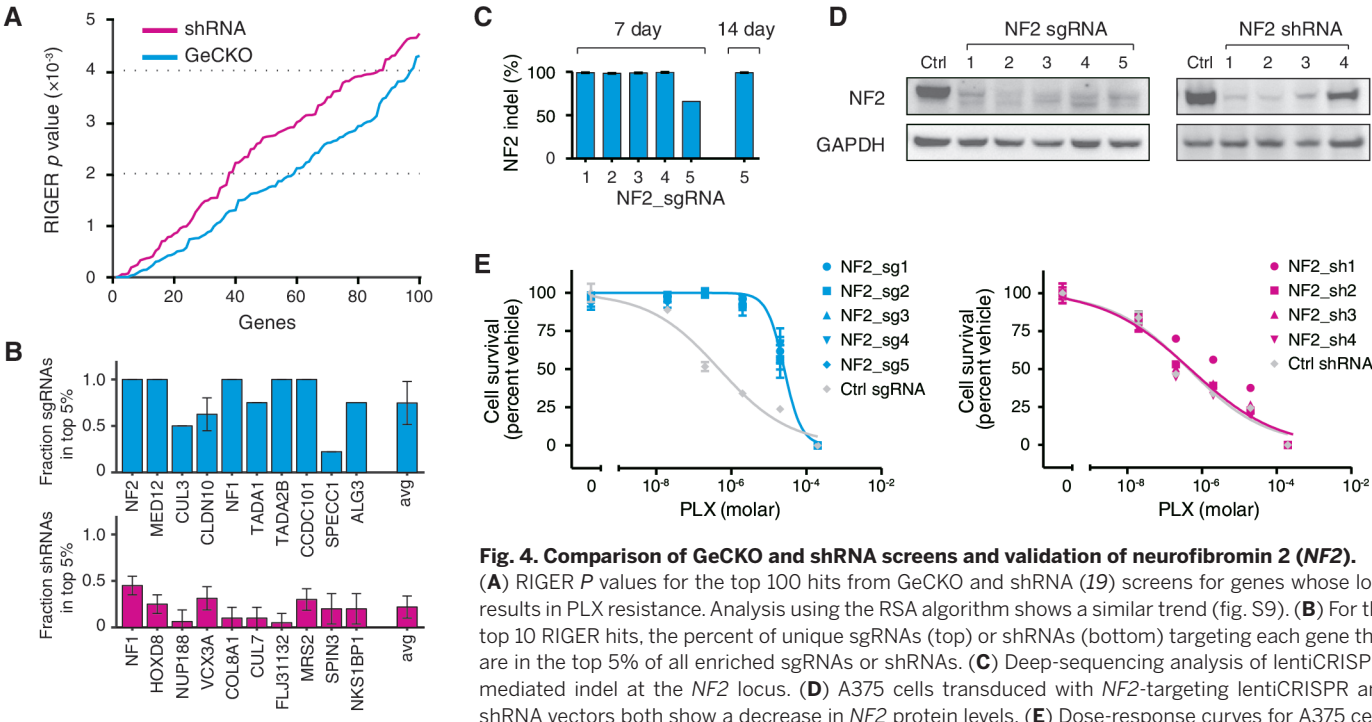 A
5
4
3
2
1
0
RIGER p value (×10-3)
shRNA
GeCKO
0 20 40 60 80 100
Genes
B
Fraction sgRNAs
in top 5%
1.0
0.5
0
NF2 MED12 CUL3 CLDN10 NF1 TADA1 TADA2B CCDC101 SPECC1 ALG3 avg
Fraction shRNAs
in top 5%
1.0
0.5
0
NF1 HOXD8 NUP188 VCX3A COL8A1 CUL7 FLJ31132 MRS2 SPIN3 NKS1BP1 avg
C
7 day 14 day
NF2 indel (%)
100
50
0
1 2 3 4 5 5
NF2_sgRNA
D
NF2 sgRNA NF2 shRNA
Ctrl 1 2 3 4 5 Ctrl 1 2 3 4
NF2
GAPDH
E
Cell survival
(percent vehicle)
100
75
50
25
0
0 10-8 10-6 10-4 10-2
PLX (molar)
NF2_sg1
NF2_sg2
NF2_sg3
NF2_sg4
NF2_sg5
Ctrl sgRNA
Cell survival
(percent vehicle)
100
75
50
25
0
0 10-8 10-6 10-4 10-2
PLX (molar)
NF2_sh1
NF2_sh2
NF2_sh3
NF2_sh4
Ctrl shRNA
Fig. 4. Comparison of GeCKO and shRNA screens and validation of neurofibromin 2 (NF2).
(A) RIGER P values for the top 100 hits from GeCKO and shRNA (19) screens for genes whose lo
results in PLX resistance. Analysis using the RSA algorithm shows a similar trend (fig. S9). (B) For th
top 10 RIGER hits, the percent of unique sgRNAs (top) or shRNAs (bottom) targeting each gene th
are in the top 5% of all enriched sgRNAs or shRNAs. (C) Deep-sequencing analysis of lentiCRISP
mediated indel at the NF2 locus. (D) A375 cells transduced with NF2-targeting lentiCRISPR an
shRNA vectors both show a decrease in NF2 protein levels. (E) Dose-response curves for A375 ce